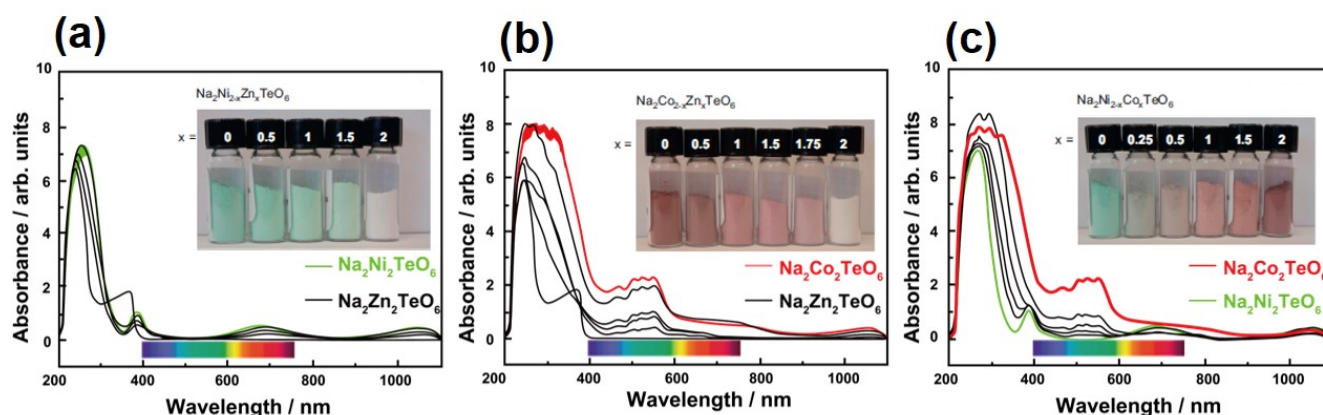 (a)
Absorbance / arb. units
10
8
6
4
2
0
Na₂Ni₂₋ₓZnₓTeO₆
x =
0 0.5 1 1.5 2
Na₂Ni₂TeO₆
Na₂Zn₂TeO₆
200 400 600 800 1000
Wavelength / nm
(b)
Absorbance / arb. units
10
8
6
4
2
0
Na₂Co₂₋ₓZnₓTeO₆
x =
0 0.5 1 1.5 1.75 2
Na₂Co₂TeO₆
Na₂Zn₂TeO₆
200 400 600 800 1000
Wavelength / nm
(c)
Absorbance / arb. units
10
8
6
4
2
0
Na₂Ni₂₋ₓCoₓTeO₆
x =
0 0.25 0.5 1 1.5 2
Na₂Co₂TeO₆
Na₂Ni₂TeO₆
200 400 600 800 1000
Wavelength / nm